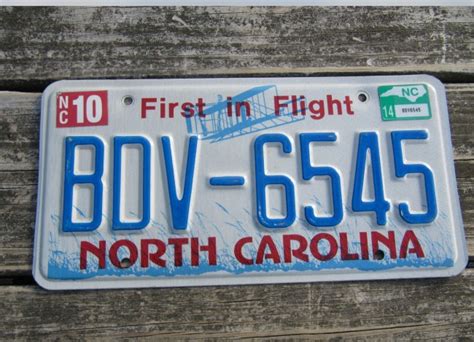 NC 10 First in Flight NC 14
BDV-6545
NORTH CAROLINA